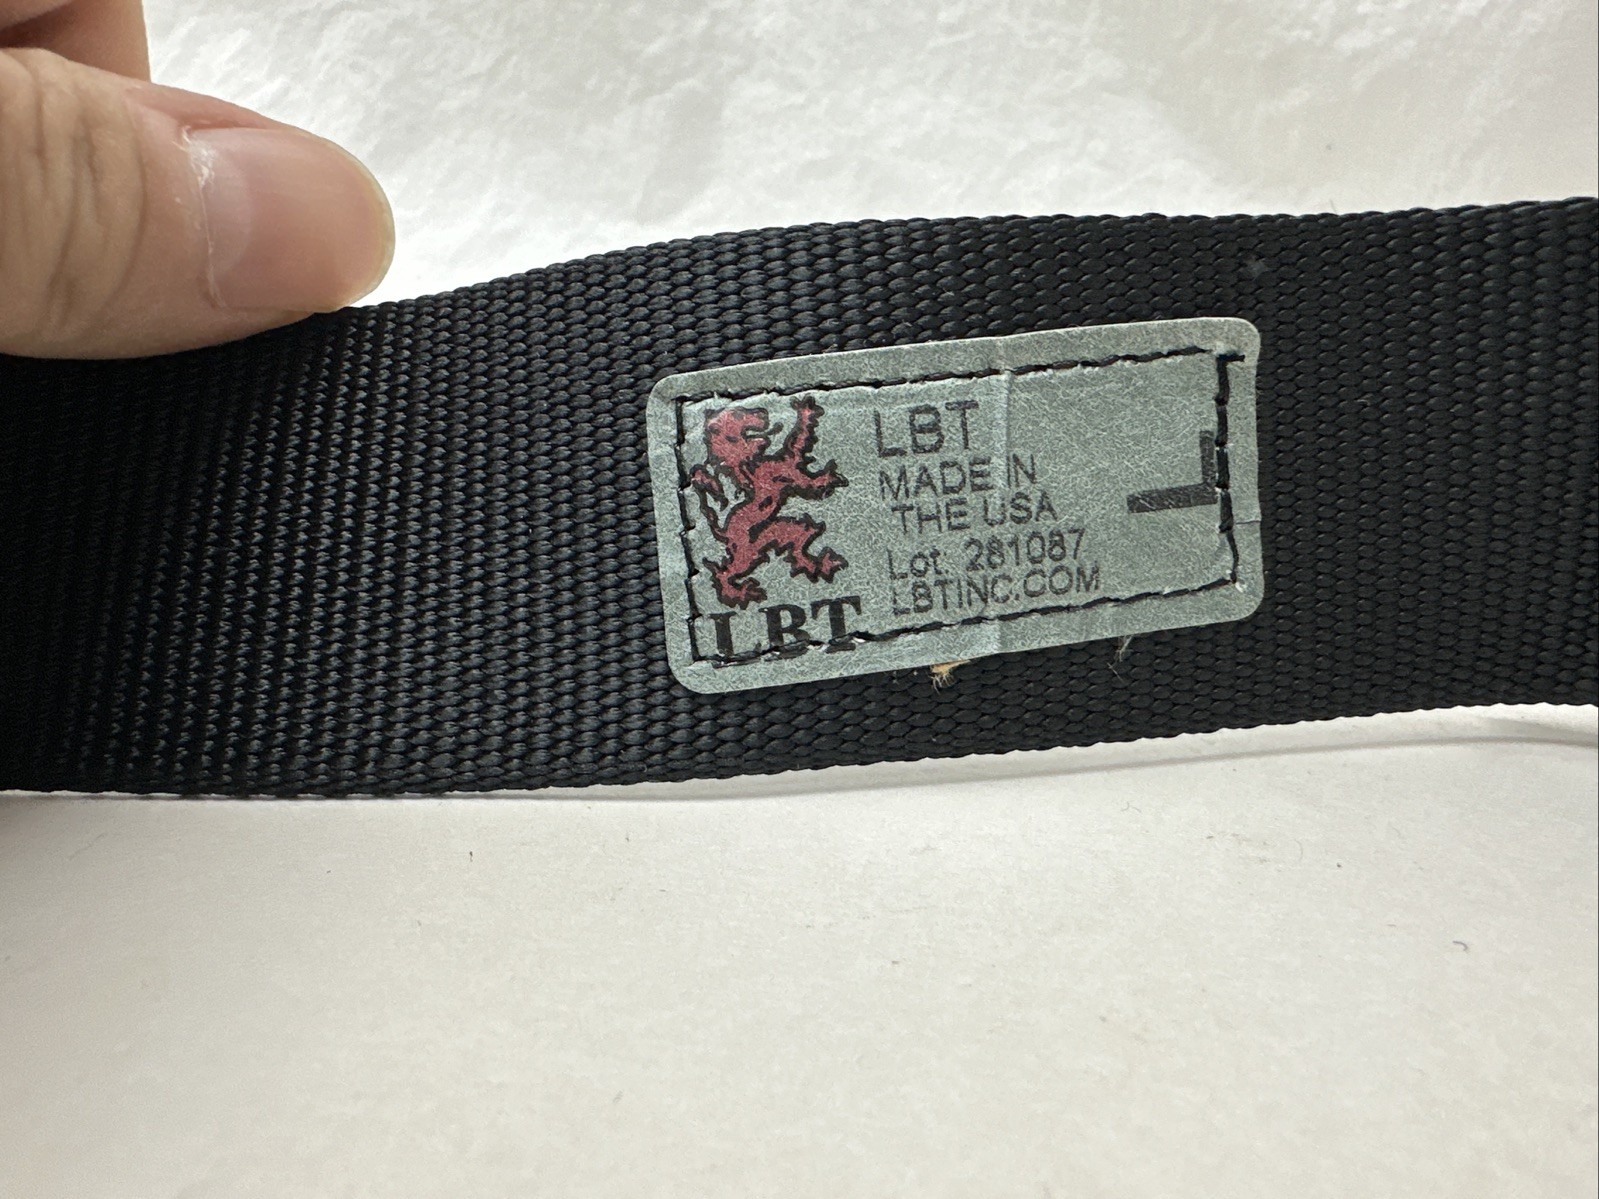 LBT
LBT
MADE IN
THE USA
Lot: 281087
LBTINC.COM
L